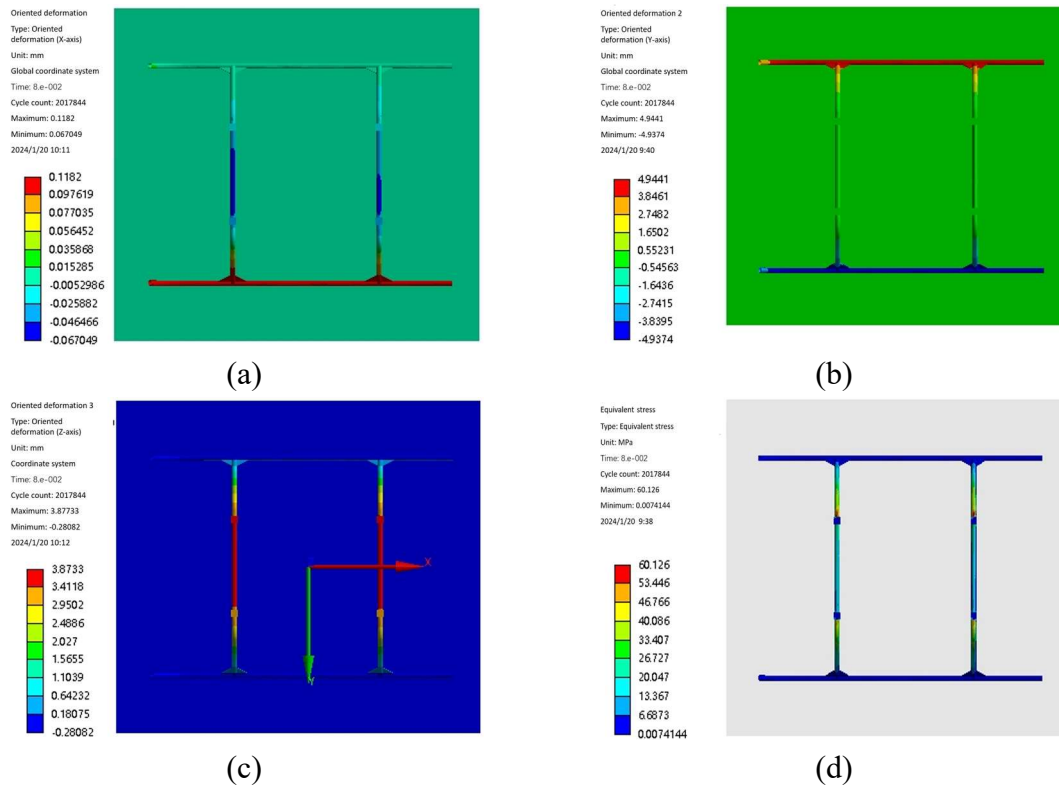 Oriented deformation
Type: Oriented
deformation (X-axis)
Unit: mm
Global coordinate system
Time: 8.e-002
Cycle count: 2017844
Maximum: 0.1182
Minimum: 0.067049
2024/1/20 10:11
0.1182
0.097619
0.077035
0.056452
0.035868
0.015285
-0.0052986
-0.025882
-0.046466
-0.067049
(a)
Oriented deformation 2
Type: Oriented
deformation (Y-axis)
Unit: mm
Global coordinate system
Time: 8.e-002
Cycle count: 2017844
Maximum: 4.9441
Minimum: -4.9374
2024/1/20 9:40
4.9441
3.8461
2.7482
1.6502
0.55231
-0.54563
-1.6436
-2.7415
-3.8395
-4.9374
(b)
Oriented deformation 3
Type: Oriented
deformation (Z-axis)
Unit: mm
Coordinate system
Time: 8.e-002
Cycle count: 2017844
Maximum: 3.87733
Minimum: -0.28082
2024/1/20 10:12
3.8733
3.4118
2.9502
2.4886
2.027
1.5655
1.1039
0.64232
0.18075
-0.28082
X
Y
(c)
Equivalent stress
Type: Equivalent stress
Unit: MPa
Time: 8.e-002
Cycle count: 2017844
Maximum: 60.126
Minimum: 0.0074144
2024/1/20 9:38
60.126
53.446
46.766
40.086
33.407
26.727
20.047
13.367
6.6873
0.0074144
(d)